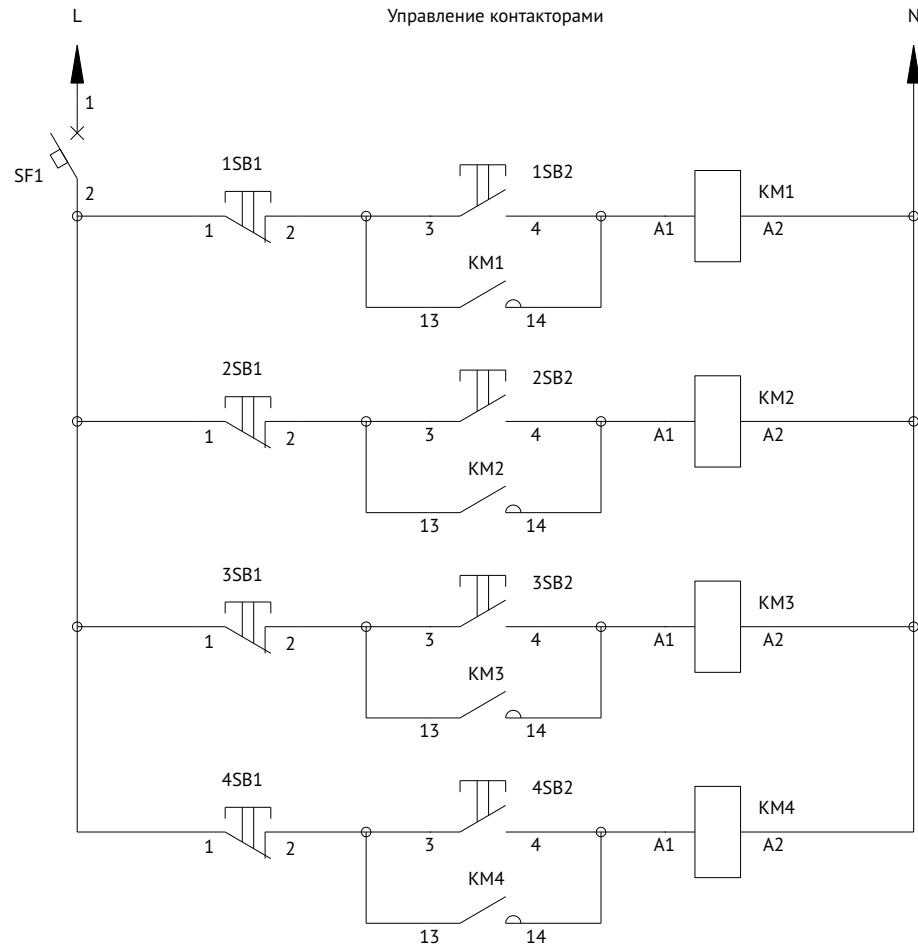 L Управление контакторами N
1
SF1
2
1SB1 1SB2 KM1
1 2 3 4 A1 A2
KM1
13 14
2SB1 2SB2 KM2
1 2 3 4 A1 A2
KM2
13 14
3SB1 3SB2 KM3
1 2 3 4 A1 A2
KM3
13 14
4SB1 4SB2 KM4
1 2 3 4 A1 A2
KM4
13 14